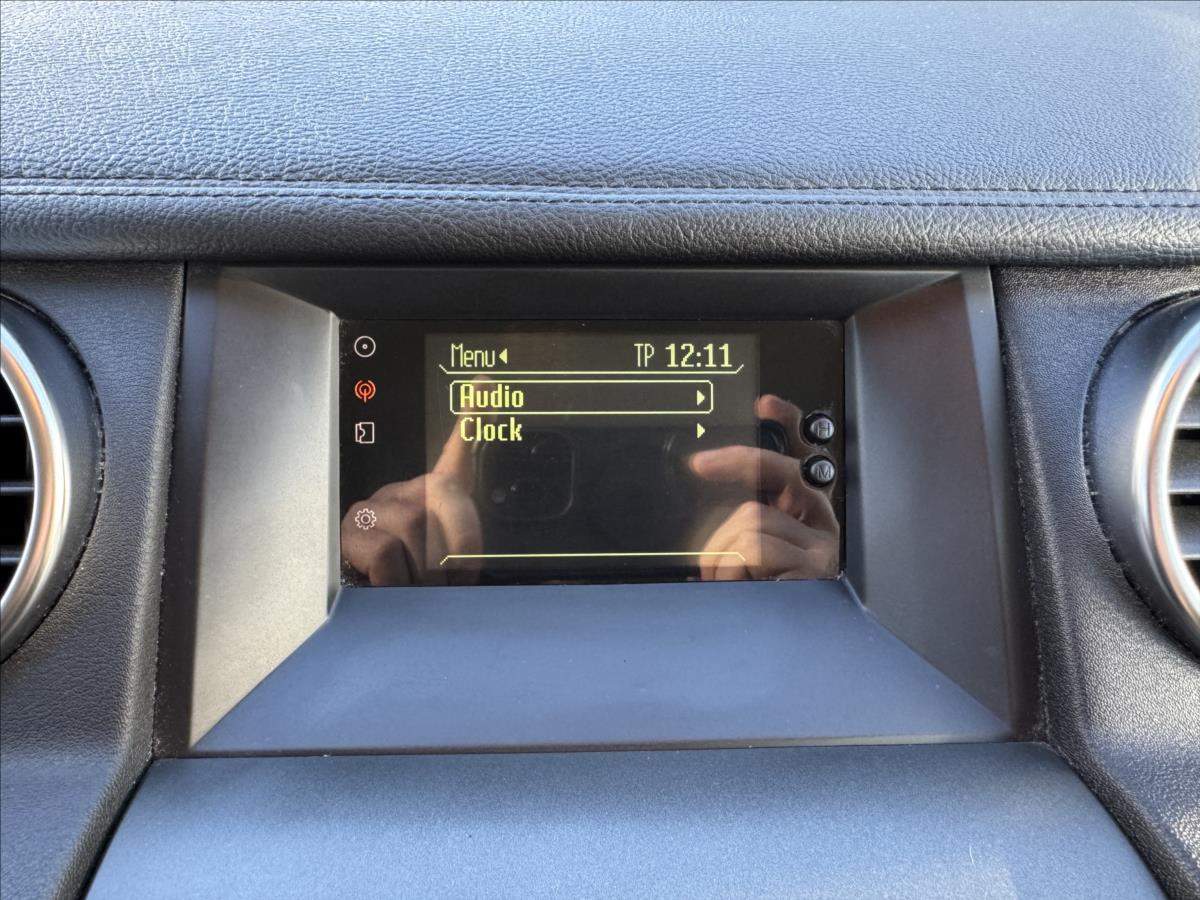 Menu TP 12:11
Audio
Clock
H
M